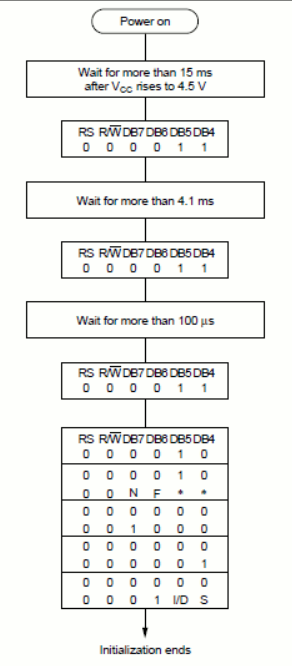 Power on
Wait for more than 15 ms
after VCC rises to 4.5 V
RS R/W DB7 DB6 DB5 DB4
0 0 0 0 1 1
Wait for more than 4.1 ms
RS R/W DB7 DB6 DB5 DB4
0 0 0 0 1 1
Wait for more than 100 μs
RS R/W DB7 DB6 DB5 DB4
0 0 0 0 1 1
RS R/W DB7 DB6 DB5 DB4
0 0 0 0 1 0
0 0 0 0 1 0
0 0 N F * *
0 0 0 0 0 0
0 0 1 0 0 0
0 0 0 0 0 0
0 0 0 0 0 1
0 0 0 0 0 0
0 0 0 1 I/D S
Initialization ends